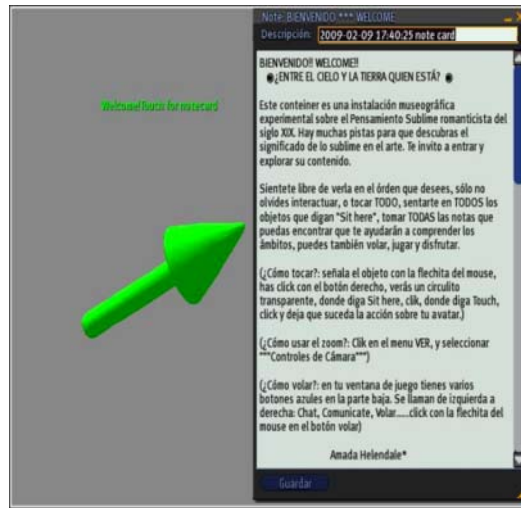 Note: BIENVENIDO *** WELCOME
Descripción: 2009-02-09 17:40:25 note card
Welcome!Touch for notecard
BIENVENIDO!! WELCOME!!
●¿ENTRE EL CIELO Y LA TIERRA QUIEN ESTÁ? ●
Este conteiner es una instalación museográfica
experimental sobre el Pensamiento Sublime romanticista del
siglo XIX. Hay muchas pistas para que descubras el
significado de lo sublime en el arte. Te invito a entrar y
explorar su contenido.
Sientete libre de verla en el órden que desees, sólo no
olvides interactuar, o tocar TODO, sentarte en TODOS los
objetos que digan "Sit here", tomar TODAS las notas que
puedas encontrar que te ayudarán a comprender los
ámbitos, puedes también volar, jugar y disfrutar.
(¿Cómo tocar?: señala el objeto con la flechita del mouse,
has click con el botón derecho, verás un circulito
transparente, donde diga Sit here, clik, donde diga Touch,
click y deja que suceda la acción sobre tu avatar.)
(¿Cómo usar el zoom?: Clik en el menu VER, y seleccionar
***Controles de Cámara***)
(¿Cómo volar?: en tu ventana de juego tienes varios
botones azules en la parte baja. Se llaman de izquierda a
derecha: Chat, Comunicate, Volar.....click con la flechita del
mouse en el botón volar)
Amada Helendale*
Guardar